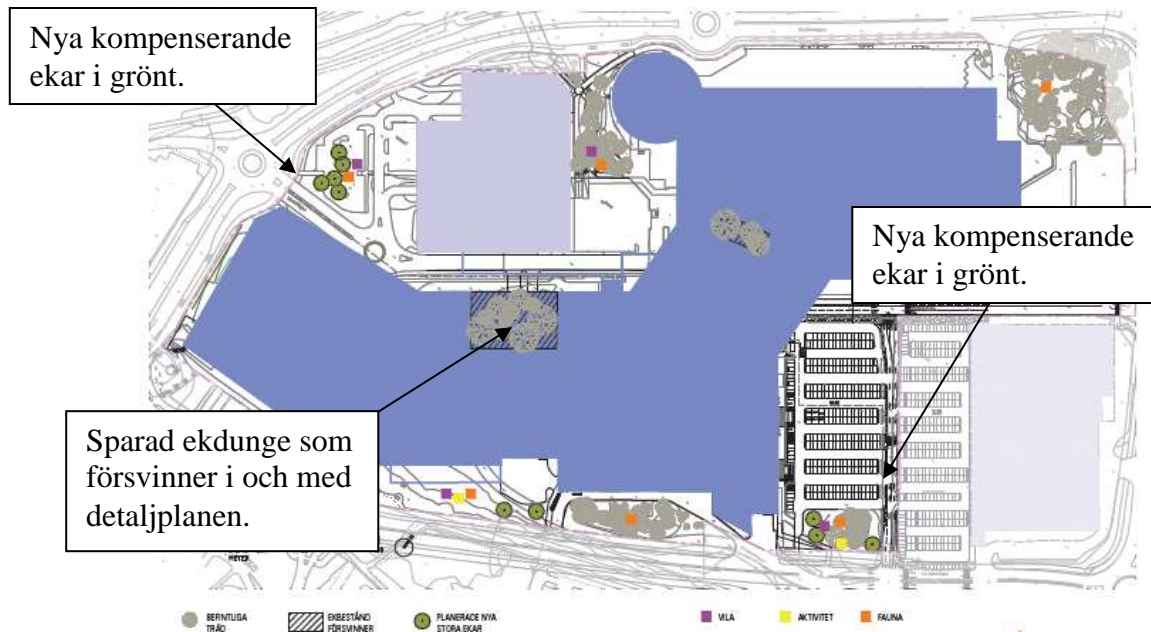 Nya kompenserande
ekar i grönt.
Nya kompenserande
ekar i grönt.
Sparad ekdunge som
försvinner i och med
detaljplanen.
METER
BEFINTLIGA
TRÄD
EKBESTÅND
FÖRSVINNER
PLANERADE NYA
STORA EKAR
VILA
AKTIVITET
FAUNA